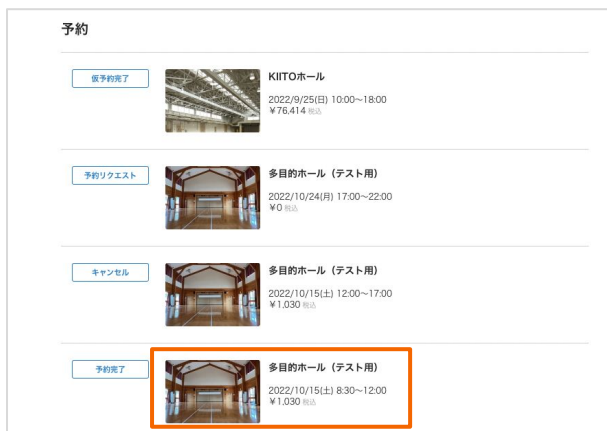 予約
仮予約完了
KIITOホール
2022/9/25(日) 10:00〜18:00
¥76,414 税込
予約リクエスト
多目的ホール（テスト用）
2022/10/24(月) 17:00〜22:00
¥0 税込
キャンセル
多目的ホール（テスト用）
2022/10/15(土) 12:00〜17:00
¥1,030 税込
予約完了
多目的ホール（テスト用）
2022/10/15(土) 8:30〜12:00
¥1,030 税込